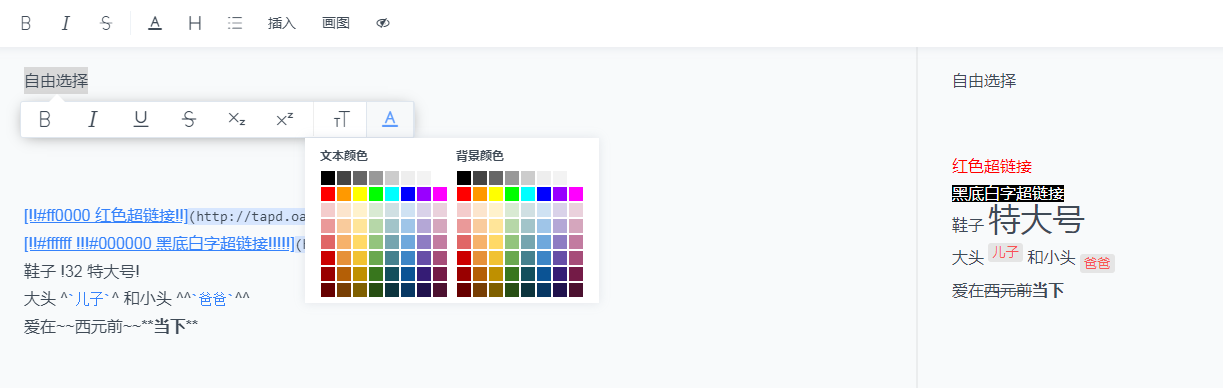 B I S A H 插入 画图
自由选择
B I U S ×₂ ×² TT A
文本颜色 背景颜色
[!!#ff0000 红色超链接!!](http://tapd.oa
[!!#ffffff !!!#000000 黑底白字超链接!!!!!](
鞋子 !32 特大号!
大头 ^`儿子`^ 和小头 ^^`爸爸`^^
爱在~~西元前~~**当下**
自由选择
红色超链接
黑底白字超链接
鞋子 特大号
大头 儿子 和小头 爸爸
爱在西元前当下